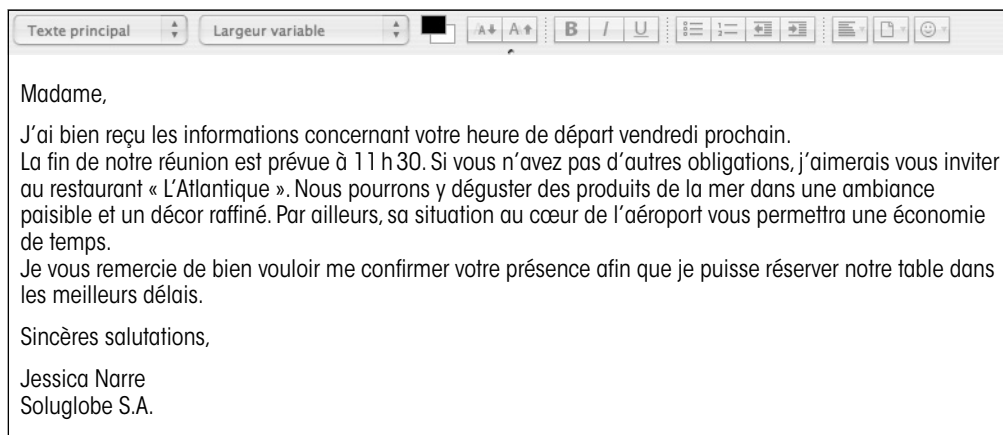 Texte principal Largeur variable A A B I U
Madame,
J’ai bien reçu les informations concernant votre heure de départ vendredi prochain.
La fin de notre réunion est prévue à 11 h 30. Si vous n’avez pas d’autres obligations, j’aimerais vous inviter
au restaurant « L’Atlantique ». Nous pourrons y déguster des produits de la mer dans une ambiance
paisible et un décor raffiné. Par ailleurs, sa situation au cœur de l’aéroport vous permettra une économie
de temps.
Je vous remercie de bien vouloir me confirmer votre présence afin que je puisse réserver notre table dans
les meilleurs délais.
Sincères salutations,
Jessica Narre
Soluglobe S.A.